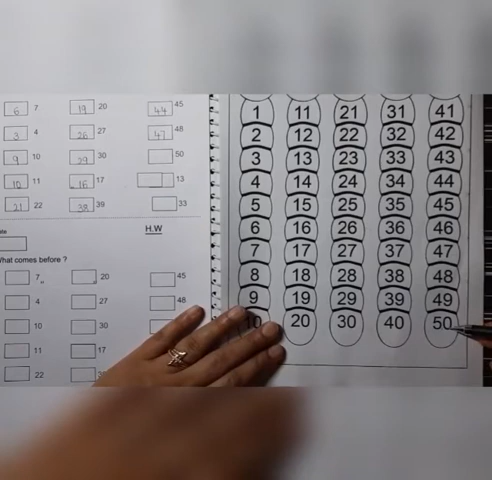 6 7 19 20 44 45
3 4 26 27 47 48
9 10 29 30 50
10 11 16 17 13
21 22 38 39 33
H.W
What comes before ?
7 20 45
4 27 48
10 30
11 17
22
1 11 21 31 41
2 12 22 32 42
3 13 23 33 43
4 14 24 34 44
5 15 25 35 45
6 16 26 36 46
7 17 27 37 47
8 18 28 38 48
9 19 29 39 49
10 20 30 40 50